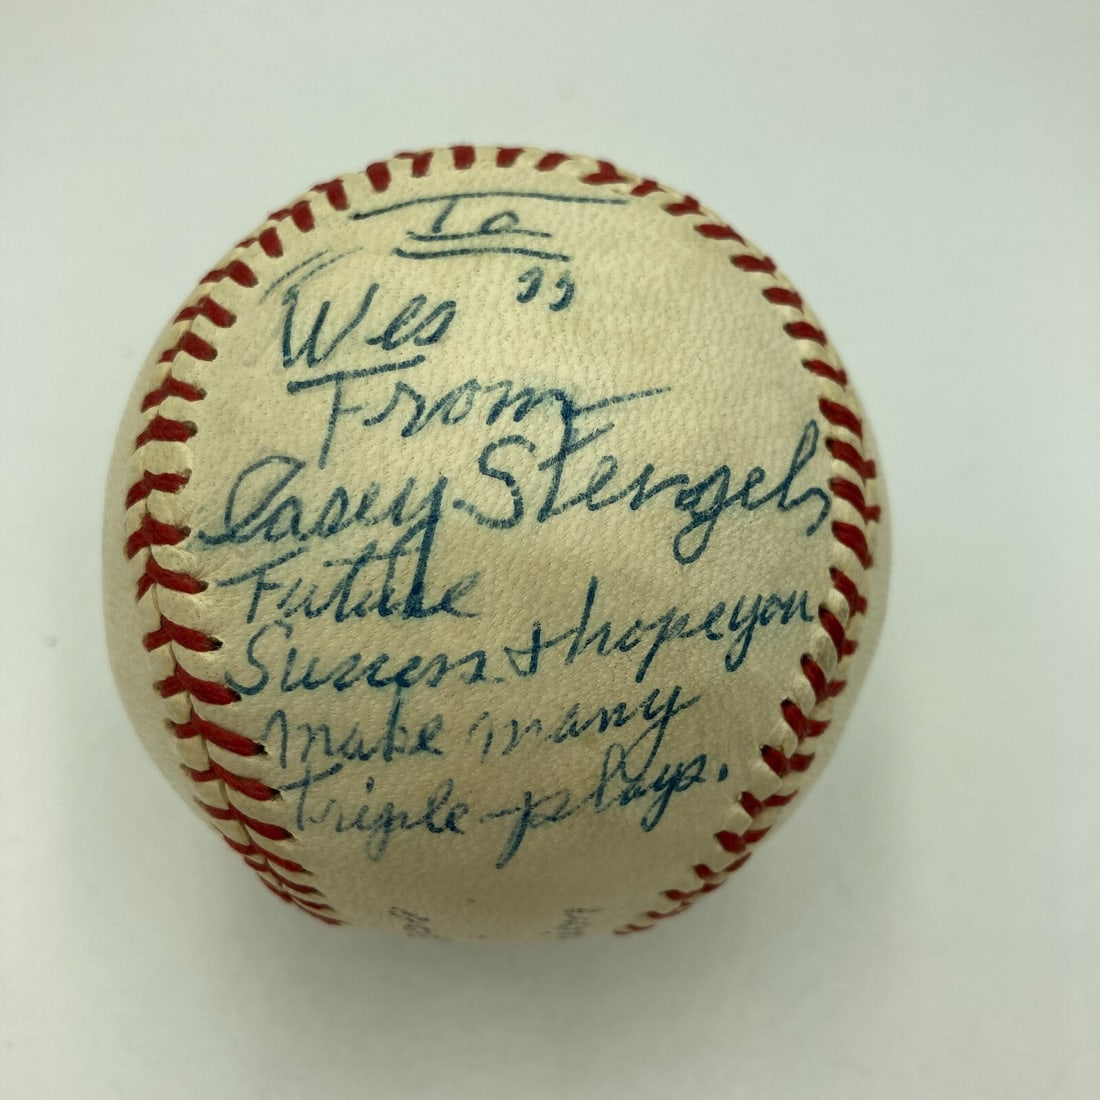 To
"Wes"
From
Casey Stengel,
Future
Success + hope you
make many
triple-plays.